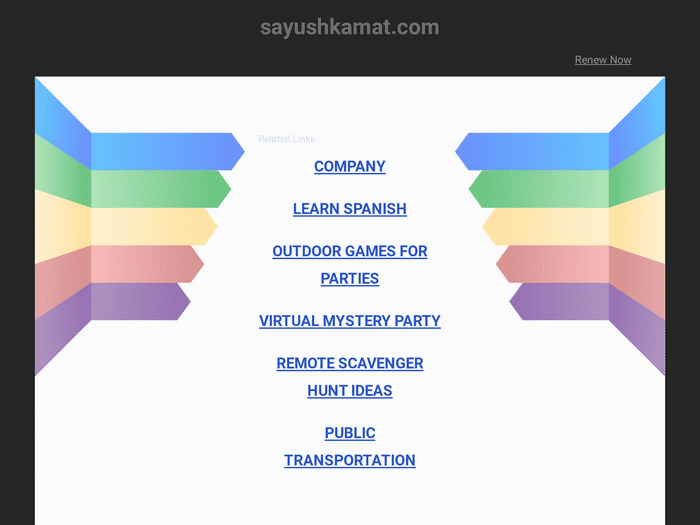 sayushkamat.com
Renew Now
Related Links
COMPANY
LEARN SPANISH
OUTDOOR GAMES FOR
PARTIES
VIRTUAL MYSTERY PARTY
REMOTE SCAVENGER
HUNT IDEAS
PUBLIC
TRANSPORTATION